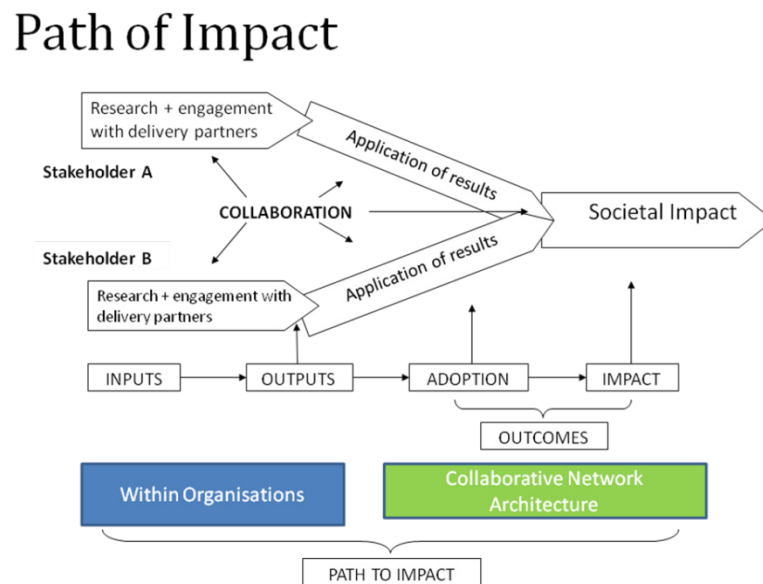 Path of Impact
Research + engagement
with delivery partners
Application of results
Stakeholder A
COLLABORATION
Societal Impact
Stakeholder B
Research + engagement with
delivery partners
Application of results
INPUTS
OUTPUTS
ADOPTION
IMPACT
OUTCOMES
Within Organisations
Collaborative Network
Architecture
PATH TO IMPACT